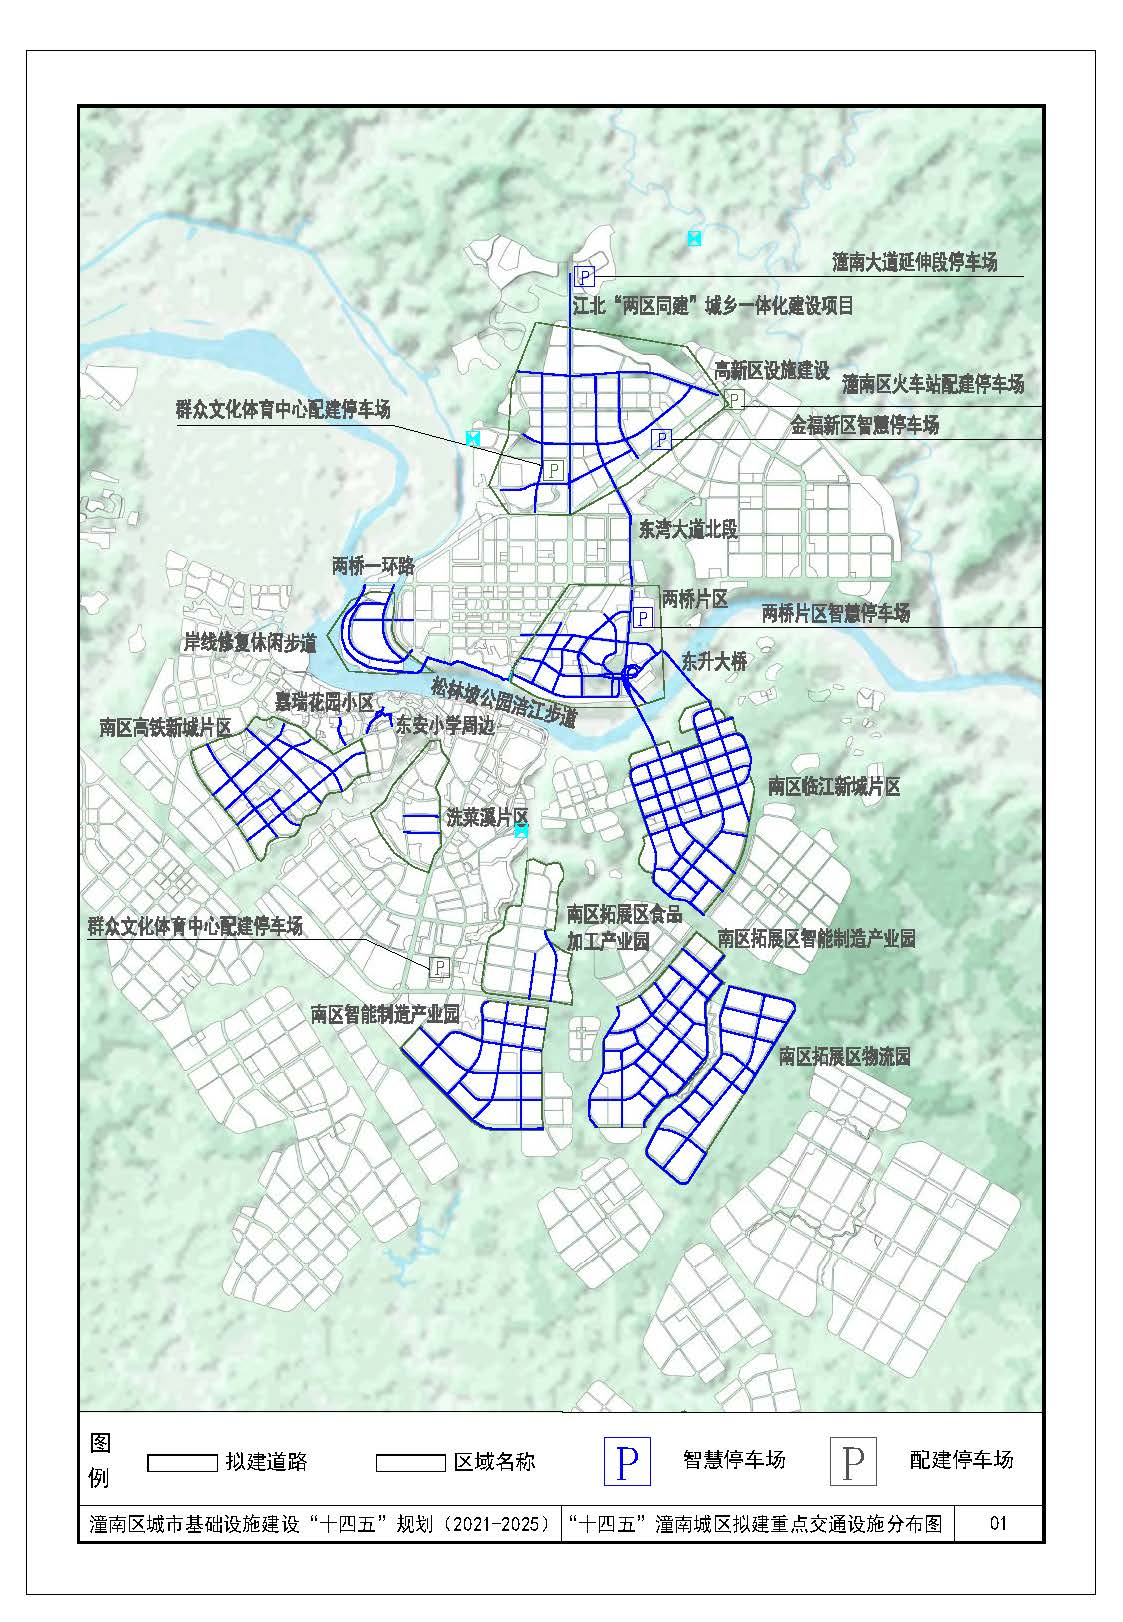 P
潼南大道延伸段停车场
江北“两区同建”城乡一体化建设项目
高新区设施建设
潼南区火车站配建停车场
P
群众文化体育中心配建停车场
金福新区智慧停车场
P
P
东湾大道北段
两桥一环路
两桥片区
两桥片区智慧停车场
P
岸线修复休闲步道
东升大桥
松林坡公园涪江步道
嘉瑞花园小区
南区高铁新城片区
东安小学周边
南区临江新城片区
洗菜溪片区
南区拓展区食品
加工产业园
群众文化体育中心配建停车场
南区拓展区智能制造产业园
P
南区智能制造产业园
南区拓展区物流园
图
例
拟建道路
区域名称
P
智慧停车场
P
配建停车场
潼南区城市基础设施建设“十四五”规划（2021-2025）
“十四五”潼南城区拟建重点交通设施分布图
01